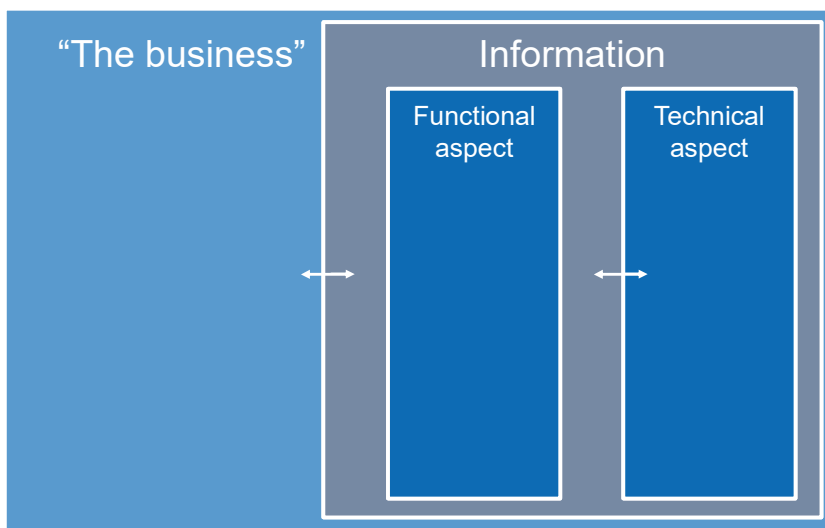 “The business”
Information
Functional
aspect
Technical
aspect